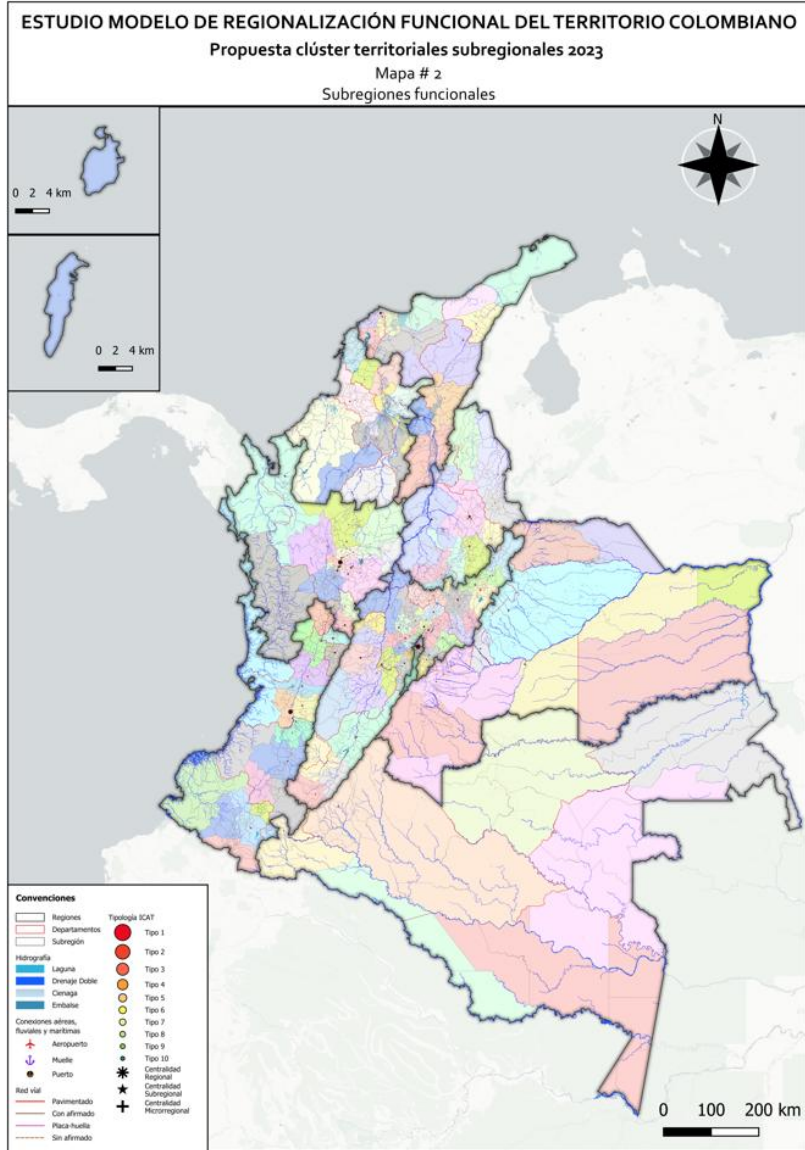 ESTUDIO MODELO DE REGIONALIZACIÓN FUNCIONAL DEL TERRITORIO COLOMBIANO
Propuesta clúster territoriales subregionales 2023
Mapa # 2
Subregiones funcionales
N
0 2 4 km
0 2 4 km
Convenciones
Regiones
Departamentos
Subregión
Hidrografía
Laguna
Drenaje Doble
Cienaga
Embalse
Conexiones aéreas,
fluviales y marítimas
Aeropuerto
Muelle
Puerto
Red vial
Pavimentado
Con afirmado
Placa-huella
Sin afirmado
Tipología ICAT
Tipo 1
Tipo 2
Tipo 3
Tipo 4
Tipo 5
Tipo 6
Tipo 7
Tipo 8
Tipo 9
Tipo 10
Centralidad
Regional
Centralidad
Subregional
Centralidad
Microrregional
0 100 200 km